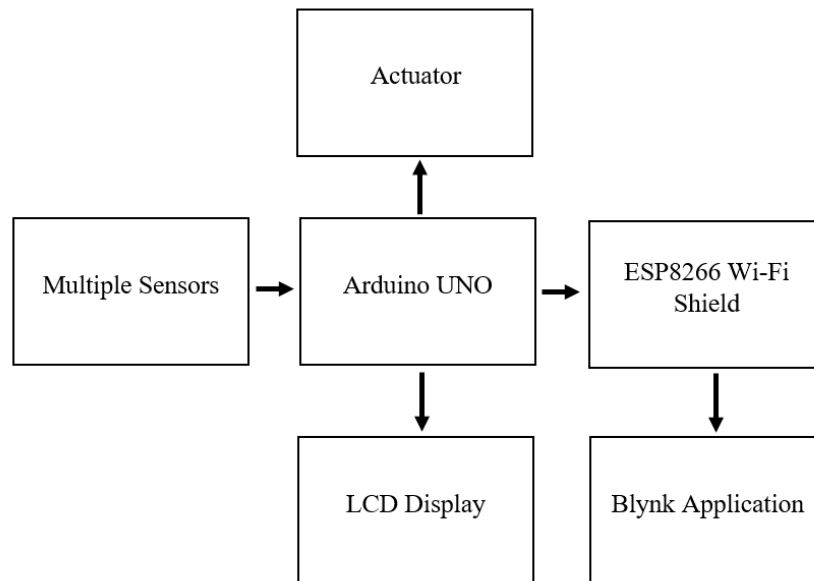 Actuator
Multiple Sensors
Arduino UNO
ESP8266 Wi-Fi
Shield
LCD Display
Blynk Application